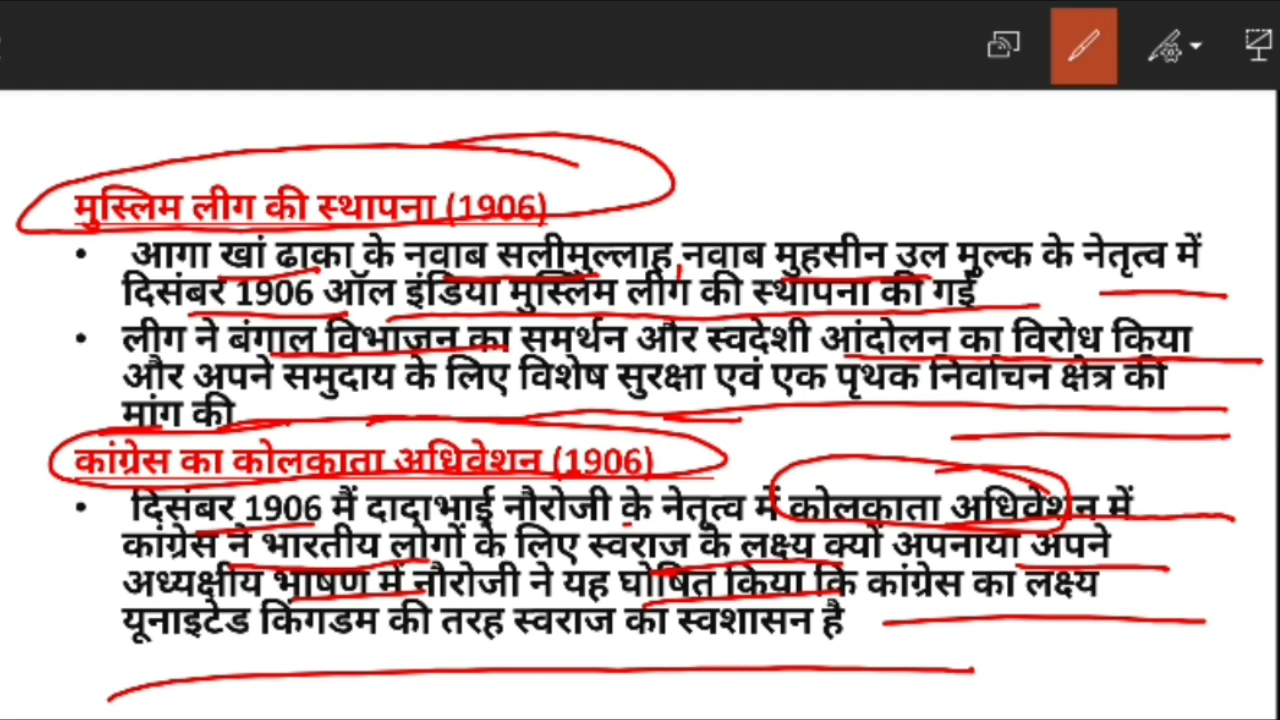 मुस्लिम लीग की स्थापना (1906)
• आगा खां ढाका के नवाब सलीमुल्लाह,नवाब मुहसीन उल मुल्क के नेतृत्व में
दिसंबर 1906 ऑल इंडिया मुस्लिम लीग की स्थापना की गई
• लीग ने बंगाल विभाजन का समर्थन और स्वदेशी आंदोलन का विरोध किया
और अपने समुदाय के लिए विशेष सुरक्षा एवं एक पृथक निर्वाचन क्षेत्र की
मांग की
कांग्रेस का कोलकाता अधिवेशन (1906)
• दिसंबर 1906 मैं दादाभाई नौरोजी के नेतृत्व में कोलकाता अधिवेशन में
कांग्रेस ने भारतीय लोगों के लिए स्वराज के लक्ष्य क्यों अपनाया अपने
अध्यक्षीय भाषण में नौरोजी ने यह घोषित किया कि कांग्रेस का लक्ष्य
यूनाइटेड किंगडम की तरह स्वराज का स्वशासन है